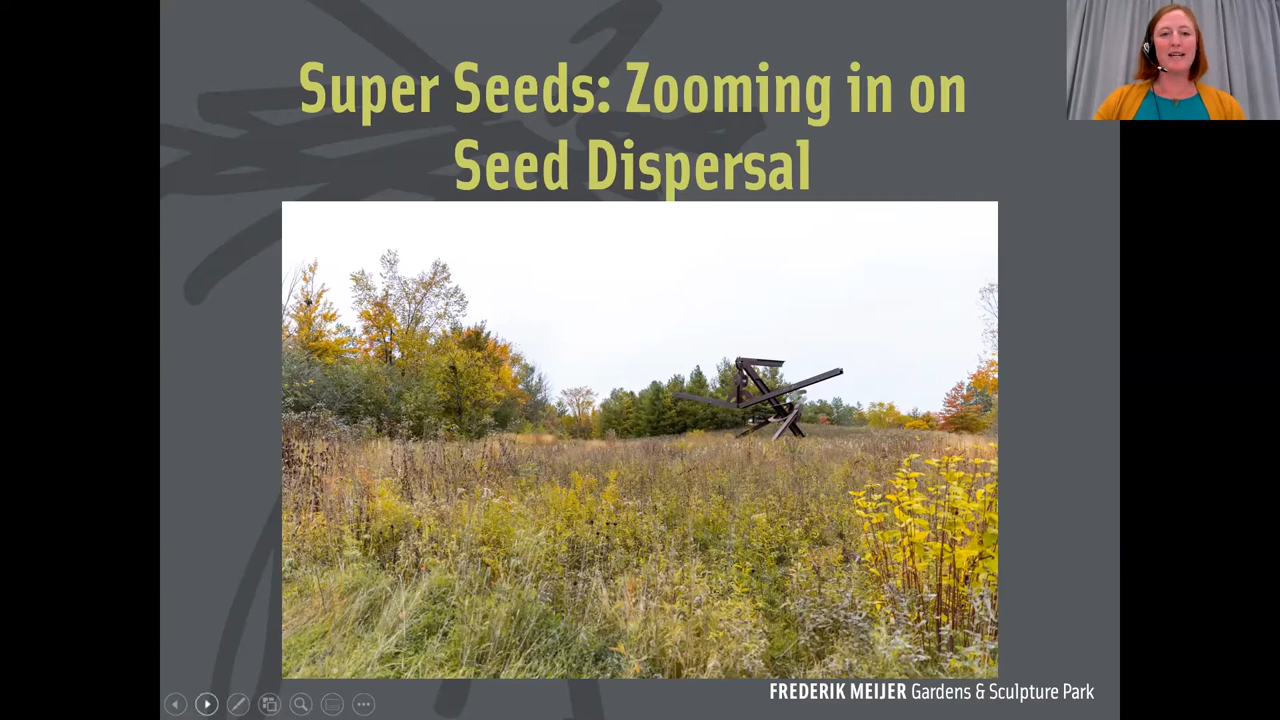 Super Seeds: Zooming in on
Seed Dispersal
FREDERIK MEIJER Gardens & Sculpture Park